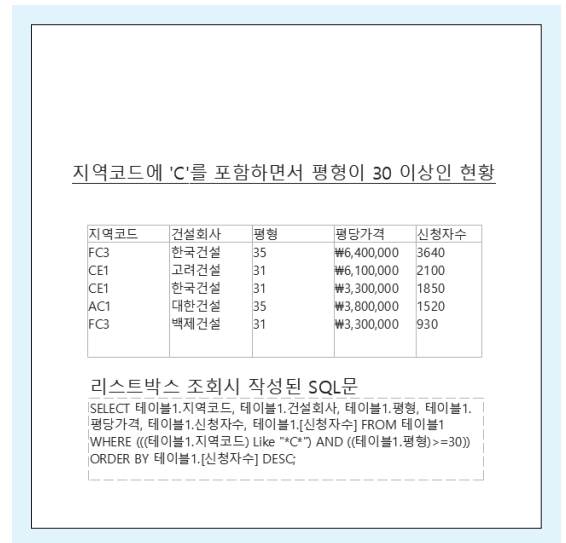 지역코드에 'C'를 포함하면서 평형이 30 이상인 현황
지역코드 건설회사 평형 평당가격 신청자수
FC3 한국건설 35 ₩6,400,000 3640
CE1 고려건설 31 ₩6,100,000 2100
CE1 한국건설 31 ₩3,300,000 1850
AC1 대한건설 35 ₩3,800,000 1520
FC3 백제건설 31 ₩3,300,000 930
리스트박스 조회시 작성된 SQL문
SELECT 테이블1.지역코드, 테이블1.건설회사, 테이블1.평형, 테이블1.
평당가격, 테이블1.신청자수, 테이블1.[신청자수] FROM 테이블1
WHERE (((테이블1.지역코드) Like "*C*") AND ((테이블1.평형)>=30))
ORDER BY 테이블1.[신청자수] DESC;